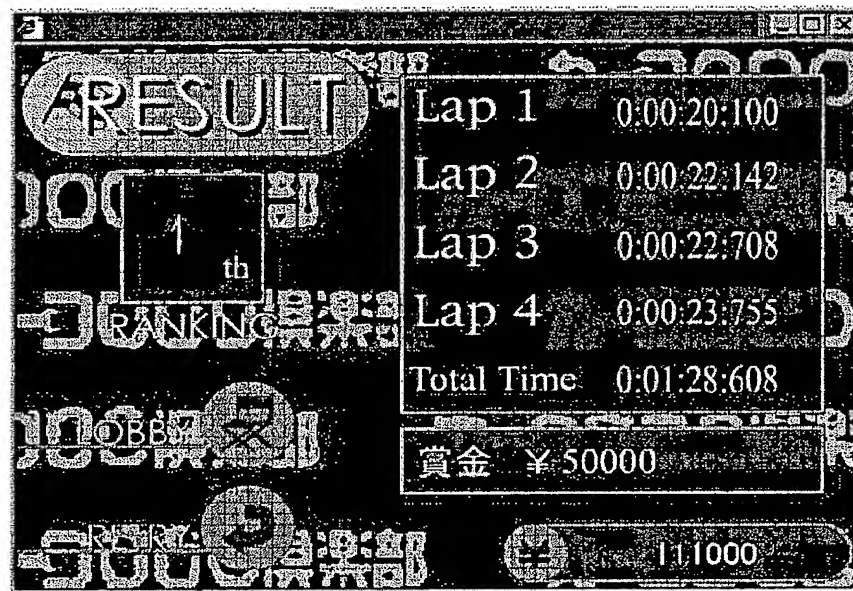 RESULT
Lap 1 0:00:20:100
Lap 2 0:00:22:142
Lap 3 0:00:22:708
Lap 4 0:00:23:755
Total Time 0:01:28:608
1 th
RANKING
賞金 ¥ 50000
LOBBY
RETRY
¥ 111000